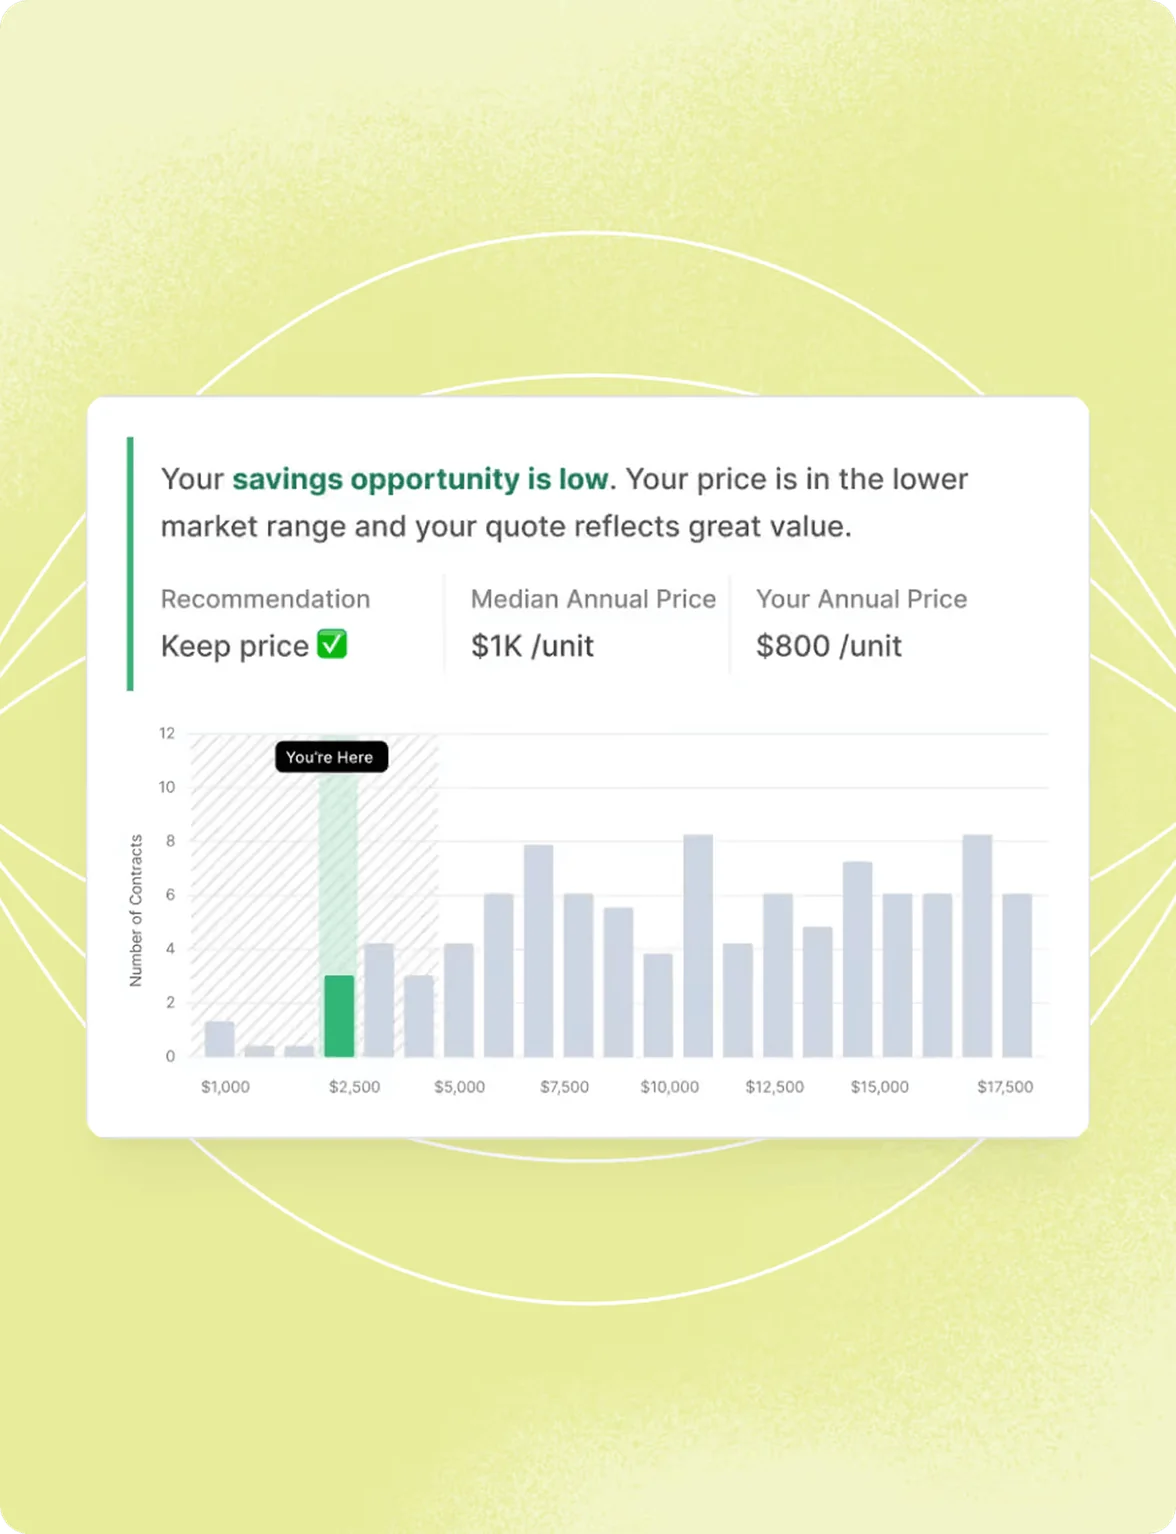 Your savings opportunity is low. Your price is in the lower
market range and your quote reflects great value.
Recommendation
Keep price ✅
Median Annual Price
$1K /unit
Your Annual Price
$800 /unit
12
10
8
6
4
2
0
Number of Contracts
You're Here
$1,000
$2,500
$5,000
$7,500
$10,000
$12,500
$15,000
$17,500